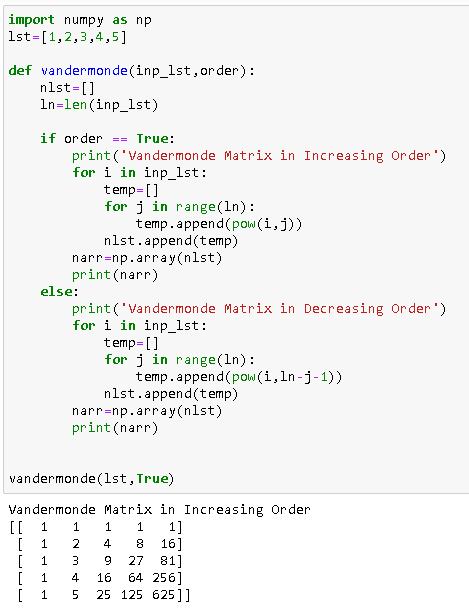 import numpy as np
lst=[1,2,3,4,5]
def vandermonde(inp_lst,order):
    nlst=[]
    ln=len(inp_lst)
    if order == True:
        print('Vandermonde Matrix in Increasing Order')
        for i in inp_lst:
            temp=[]
            for j in range(ln):
                temp.append(pow(i,j))
            nlst.append(temp)
        narr=np.array(nlst)
        print(narr)
    else:
        print('Vandermonde Matrix in Decreasing Order')
        for i in inp_lst:
            temp=[]
            for j in range(ln):
                temp.append(pow(i,ln-j-1))
            nlst.append(temp)
        narr=np.array(nlst)
        print(narr)
vandermonde(lst,True)
Vandermonde Matrix in Increasing Order
[[  1   1   1   1   1]
 [  1   2   4   8  16]
 [  1   3   9  27  81]
 [  1   4  16  64 256]
 [  1   5  25 125 625]]